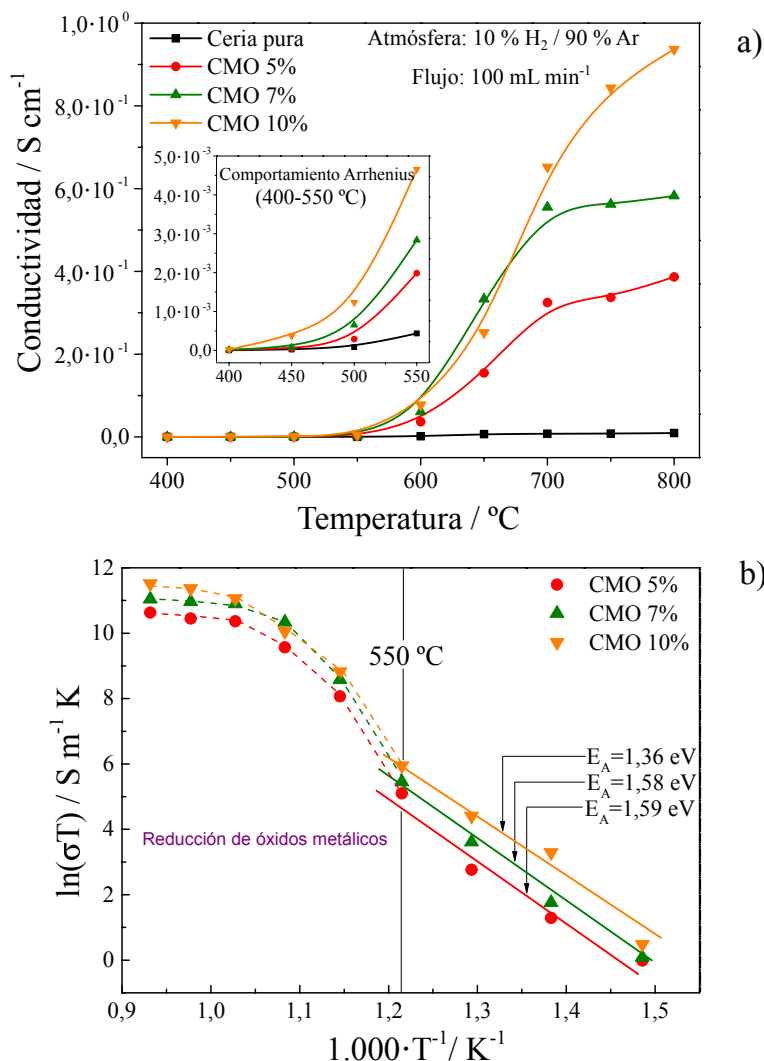 a)
Ceria pura
CMO 5%
CMO 7%
CMO 10%
Atmósfera: 10 % H₂ / 90 % Ar
Flujo: 100 mL min⁻¹
Comportamiento Arrhenius
(400-550 ºC)
5,0·10⁻³
4,0·10⁻³
3,0·10⁻³
2,0·10⁻³
1,0·10⁻³
0,0
400 450 500 550
1,0·10⁰
8,0·10⁻¹
6,0·10⁻¹
4,0·10⁻¹
2,0·10⁻¹
0,0
Conductividad / S cm⁻¹
400 500 600 700 800
Temperatura / ºC
b)
CMO 5%
CMO 7%
CMO 10%
550 ºC
E_A=1,36 eV
E_A=1,58 eV
E_A=1,59 eV
Reducción de óxidos metálicos
12
10
8
6
4
2
0
ln(σT) / S m⁻¹ K
0,9 1,0 1,1 1,2 1,3 1,4 1,5
1.000·T⁻¹/ K⁻¹